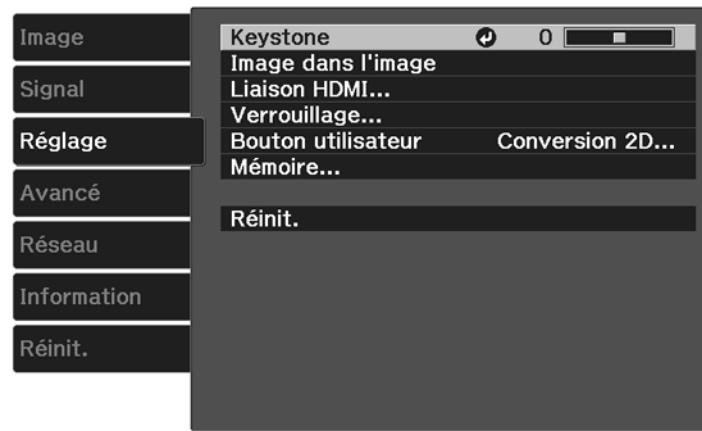 Image
Signal
Réglage
Avancé
Réseau
Information
Réinit.
Keystone 0
Image dans l'image
Liaison HDMI...
Verrouillage...
Bouton utilisateur Conversion 2D...
Mémoire...
Réinit.